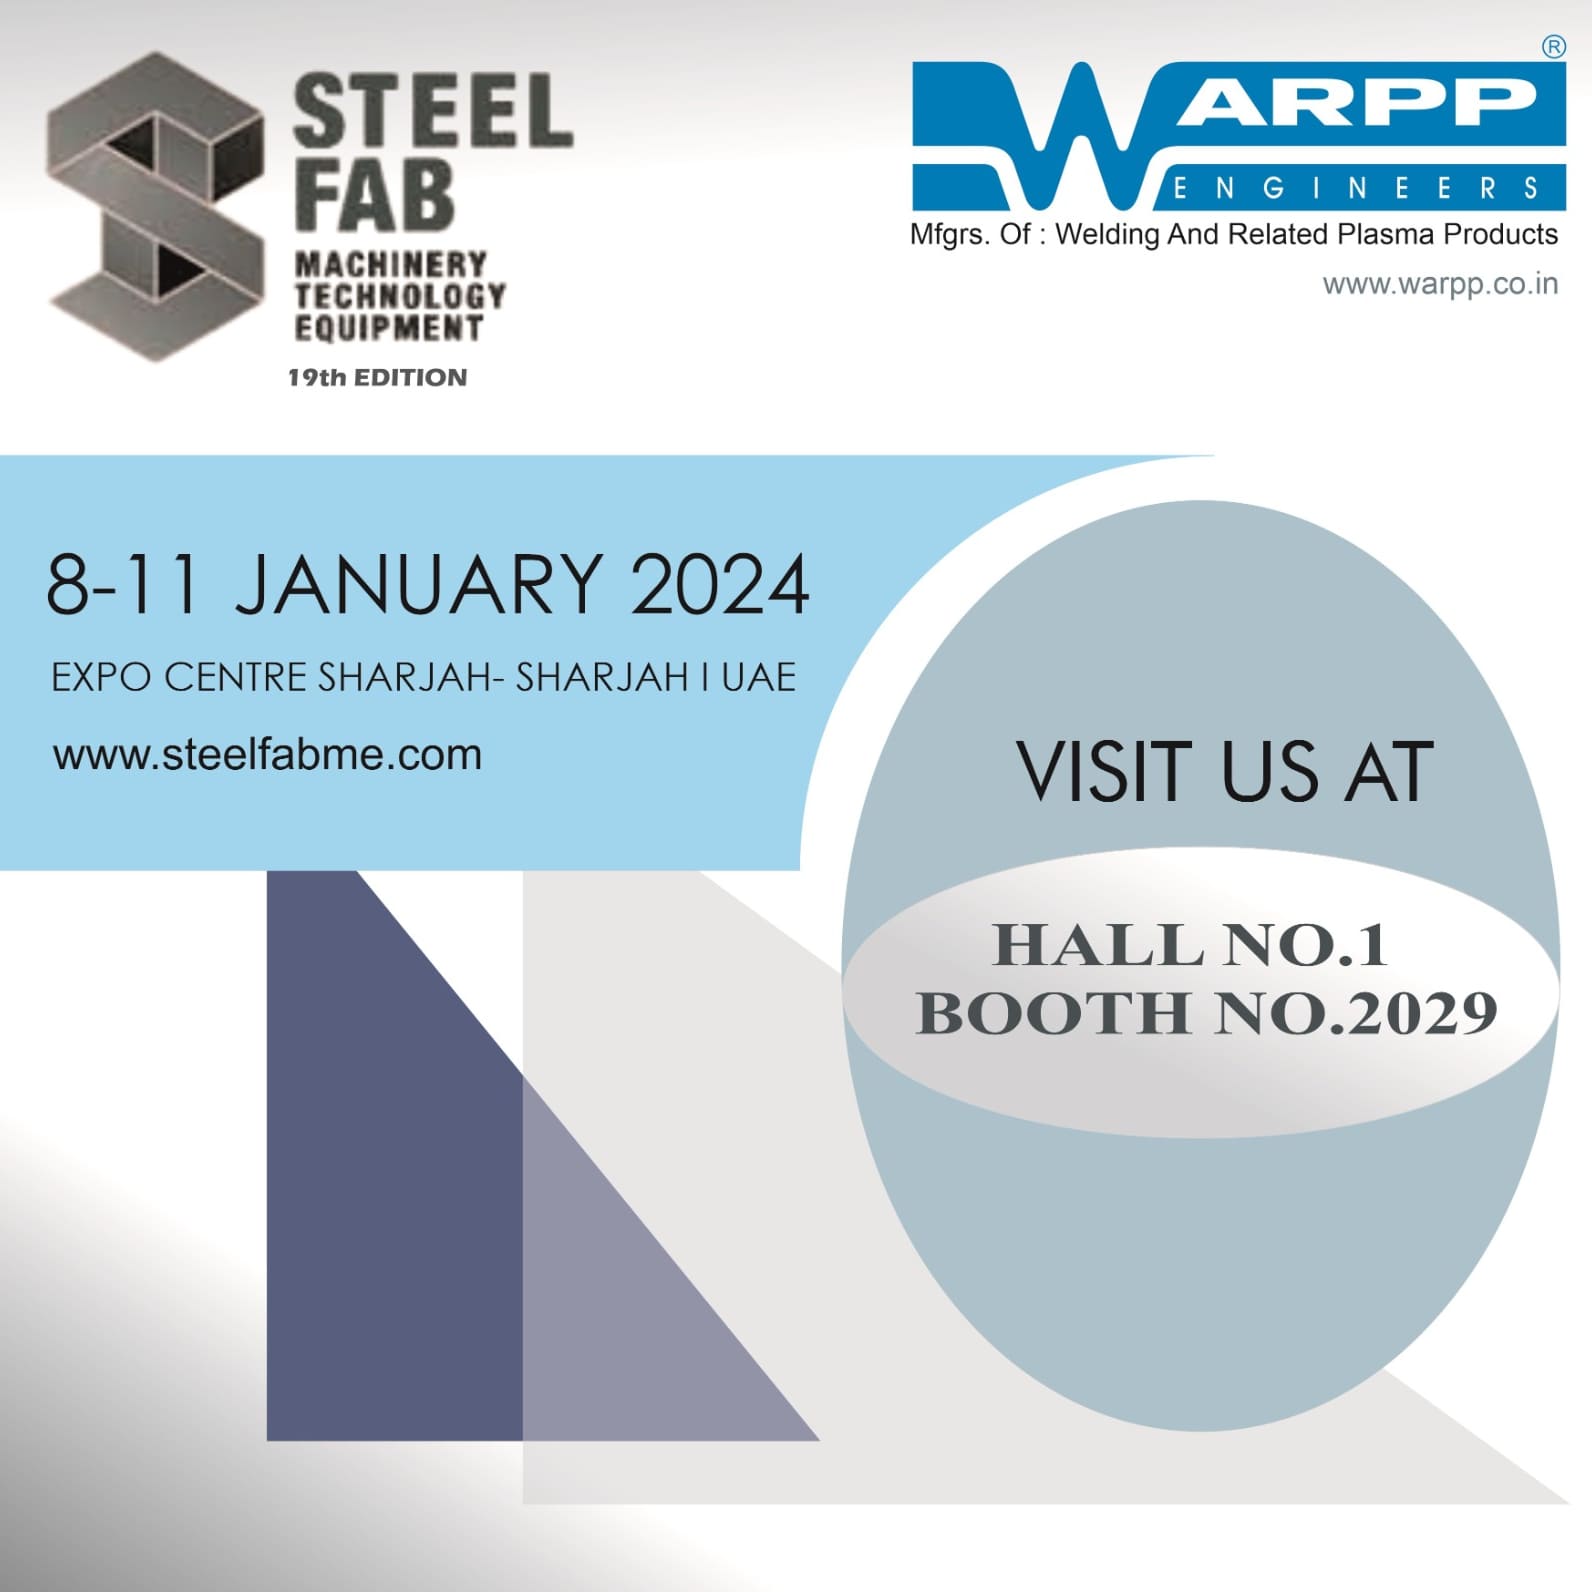 STEEL
FAB
MACHINERY
TECHNOLOGY
EQUIPMENT
19th EDITION
WARPP®
ENGINEERS
Mfgrs. Of : Welding And Related Plasma Products
www.warpp.co.in
8-11 JANUARY 2024
EXPO CENTRE SHARJAH- SHARJAH I UAE
www.steelfabme.com
VISIT US AT
HALL NO.1
BOOTH NO.2029